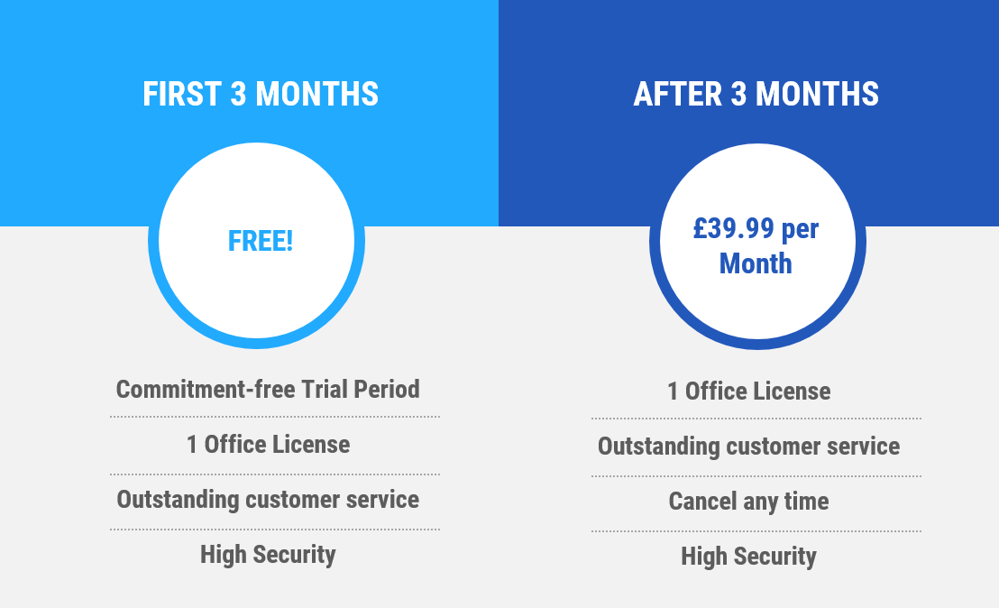 FIRST 3 MONTHS
FREE!
Commitment-free Trial Period
1 Office License
Outstanding customer service
High Security
AFTER 3 MONTHS
£39.99 per
Month
1 Office License
Outstanding customer service
Cancel any time
High Security